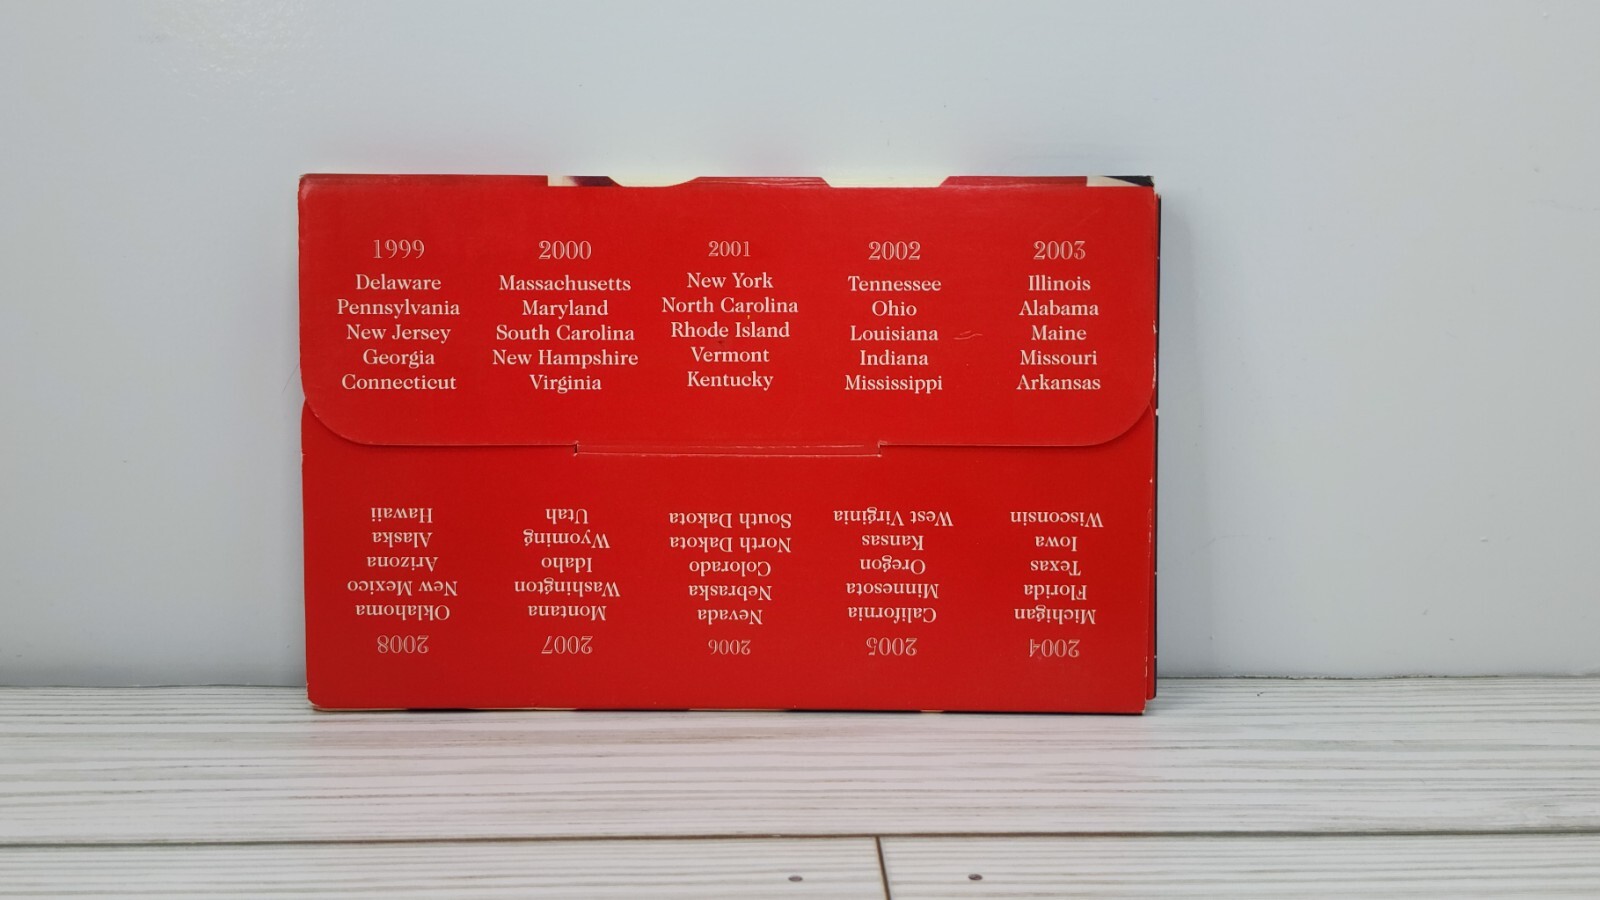 1999
Delaware
Pennsylvania
New Jersey
Georgia
Connecticut
2000
Massachusetts
Maryland
South Carolina
New Hampshire
Virginia
2001
New York
North Carolina
Rhode Island
Vermont
Kentucky
2002
Tennessee
Ohio
Louisiana
Indiana
Mississippi
2003
Illinois
Alabama
Maine
Missouri
Arkansas
2004
Michigan
Florida
Texas
Iowa
Wisconsin
2005
California
Minnesota
Oregon
Kansas
West Virginia
2006
Nevada
Nebraska
Colorado
North Dakota
South Dakota
2007
Montana
Washington
Idaho
Wyoming
Utah
2008
Oklahoma
New Mexico
Arizona
Alaska
Hawaii